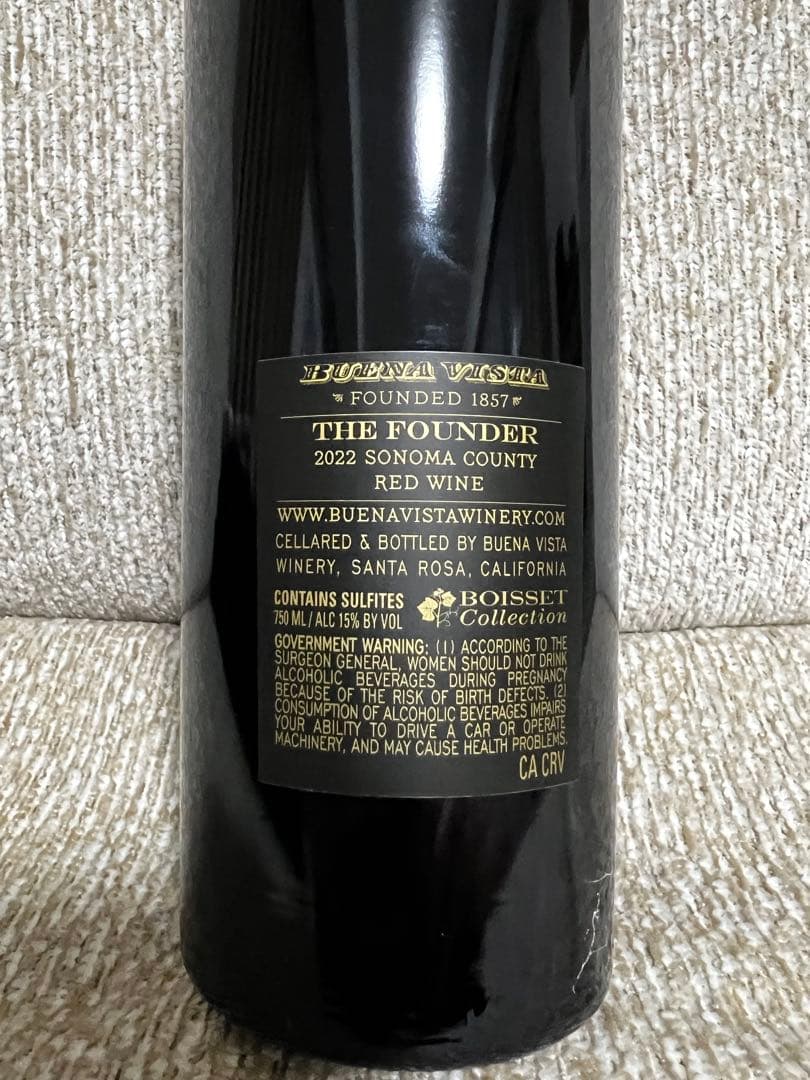 BUENA VISTA
FOUNDED 1857
THE FOUNDER
2022 SONOMA COUNTY
RED WINE
WWW.BUENAVISTAWINERY.COM
CELLARED & BOTTLED BY BUENA VISTA
WINERY, SANTA ROSA, CALIFORNIA
CONTAINS SULFITES
750 ML / ALC 15% BY VOL
BOISSET
Collection
GOVERNMENT WARNING: (1) ACCORDING TO THE
SURGEON GENERAL, WOMEN SHOULD NOT DRINK
ALCOHOLIC BEVERAGES DURING PREGNANCY
BECAUSE OF THE RISK OF BIRTH DEFECTS. (2)
CONSUMPTION OF ALCOHOLIC BEVERAGES IMPAIRS
YOUR ABILITY TO DRIVE A CAR OR OPERATE
MACHINERY, AND MAY CAUSE HEALTH PROBLEMS.
CA CRV